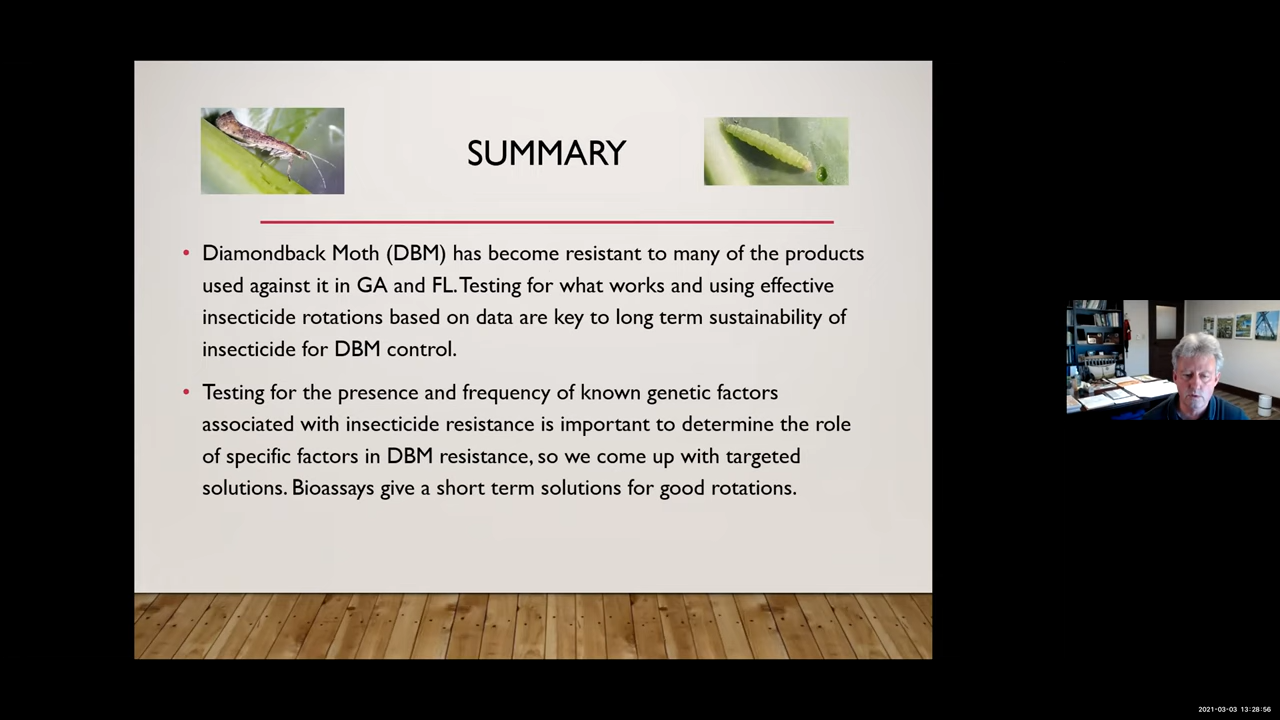 SUMMARY
• Diamondback Moth (DBM) has become resistant to many of the products
used against it in GA and FL. Testing for what works and using effective
insecticide rotations based on data are key to long term sustainability of
insecticide for DBM control.
• Testing for the presence and frequency of known genetic factors
associated with insecticide resistance is important to determine the role
of specific factors in DBM resistance, so we come up with targeted
solutions. Bioassays give a short term solutions for good rotations.
2021-03-03 13:28:56